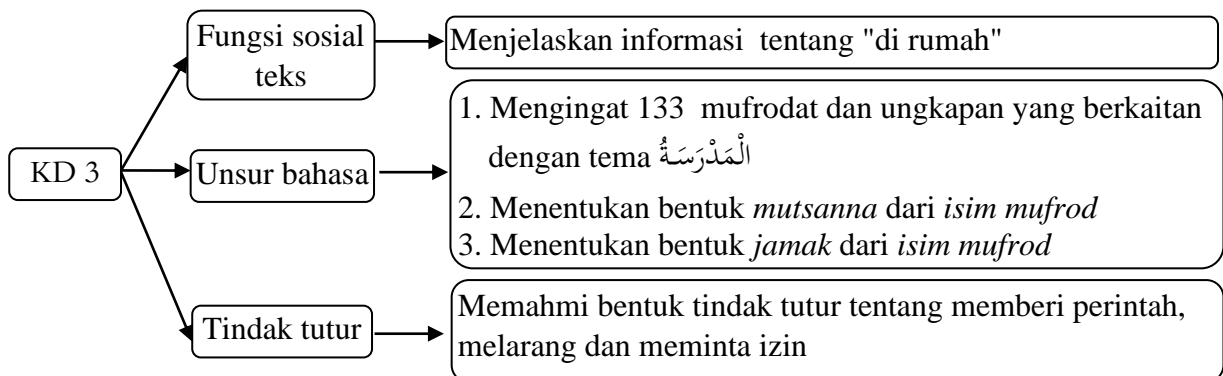 KD 3
Fungsi sosial
teks
Menjelaskan informasi tentang "di rumah"
Unsur bahasa
1. Mengingat 133 mufrodat dan ungkapan yang berkaitan
dengan tema الْمَدْرَسَةُ
2. Menentukan bentuk mutsanna dari isim mufrod
3. Menentukan bentuk jamak dari isim mufrod
Tindak tutur
Memahmi bentuk tindak tutur tentang memberi perintah,
melarang dan meminta izin